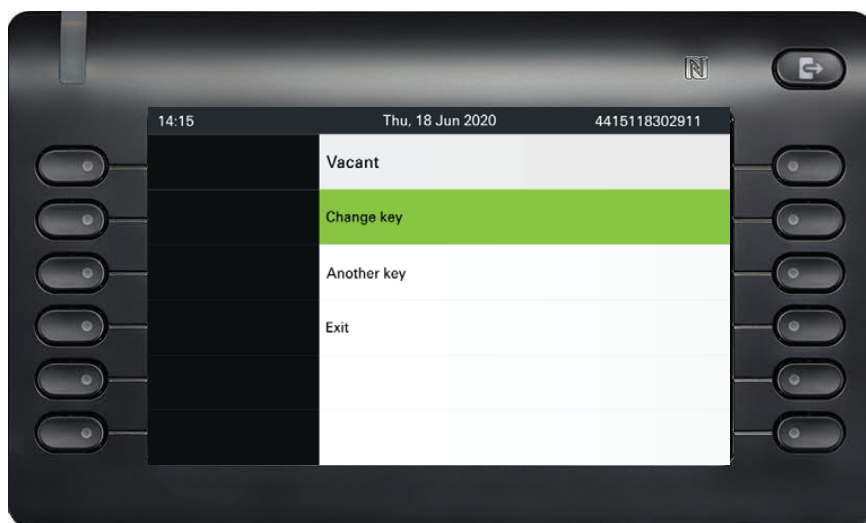 14:15 Thu, 18 Jun 2020 4415118302911
Vacant
Change key
Another key
Exit